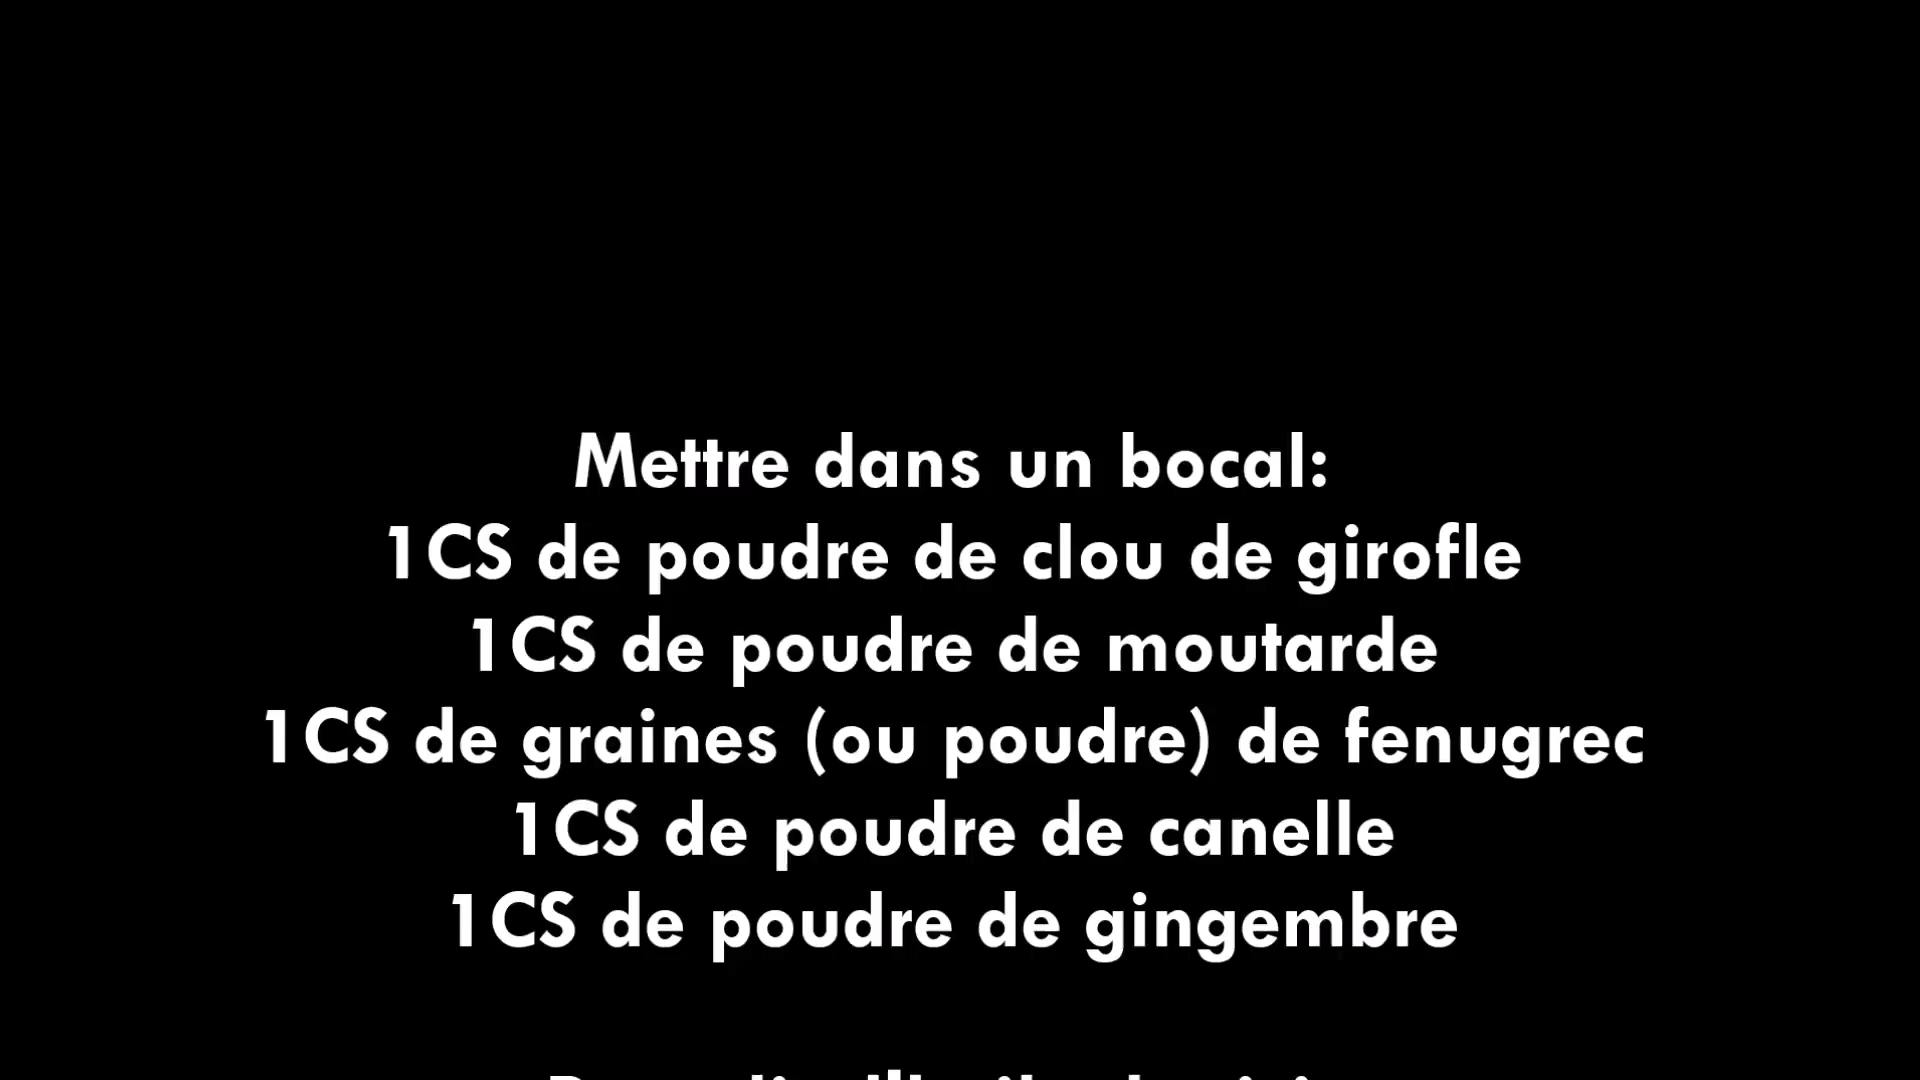 Mettre dans un bocal:
1CS de poudre de clou de girofle
1CS de poudre de moutarde
1CS de graines (ou poudre) de fenugrec
1CS de poudre de canelle
1CS de poudre de gingembre